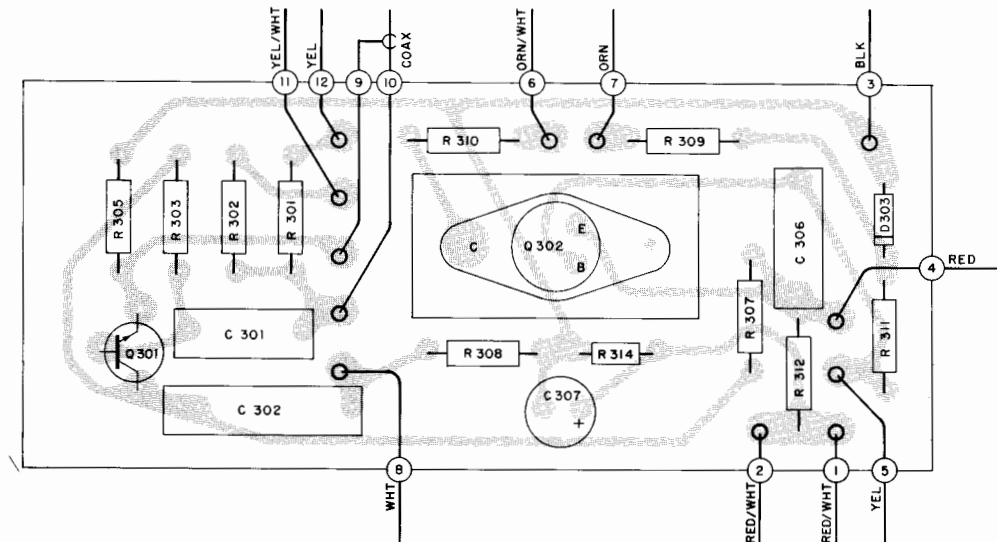 YEL/WHT
YEL
COAX
ORN/WHT
ORN
BLK
11
12
9
10
6
7
3
R 310
R 309
R 305
R 303
R 302
R 301
C
Q 302
E
B
C 306
D303
4
RED
C 301
Q301
R 308
R 314
R 307
R 312
R 311
C 302
C 307
+
8
2
1
5
WHT
RED/WHT
RED/WHT
YEL